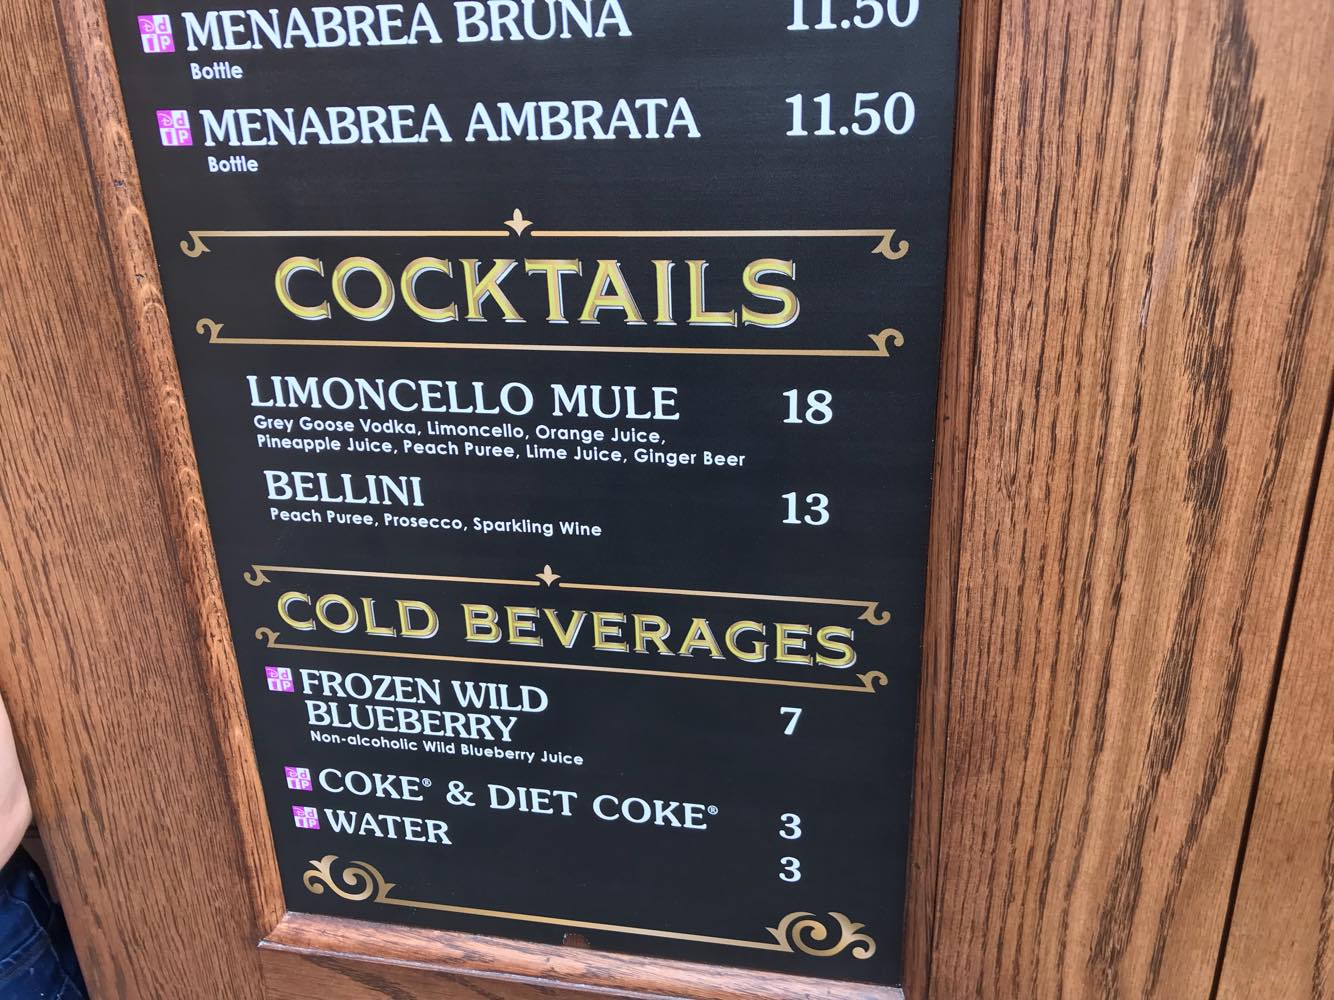 MENABREA BRUNA 11.50
Bottle
MENABREA AMBRATA 11.50
Bottle
COCKTAILS
LIMONCELLO MULE 18
Grey Goose Vodka, Limoncello, Orange Juice,
Pineapple Juice, Peach Puree, Lime Juice, Ginger Beer
BELLINI 13
Peach Puree, Prosecco, Sparkling Wine
COLD BEVERAGES
FROZEN WILD
BLUEBERRY 7
Non-alcoholic Wild Blueberry Juice
COKE® & DIET COKE® 3
WATER 3